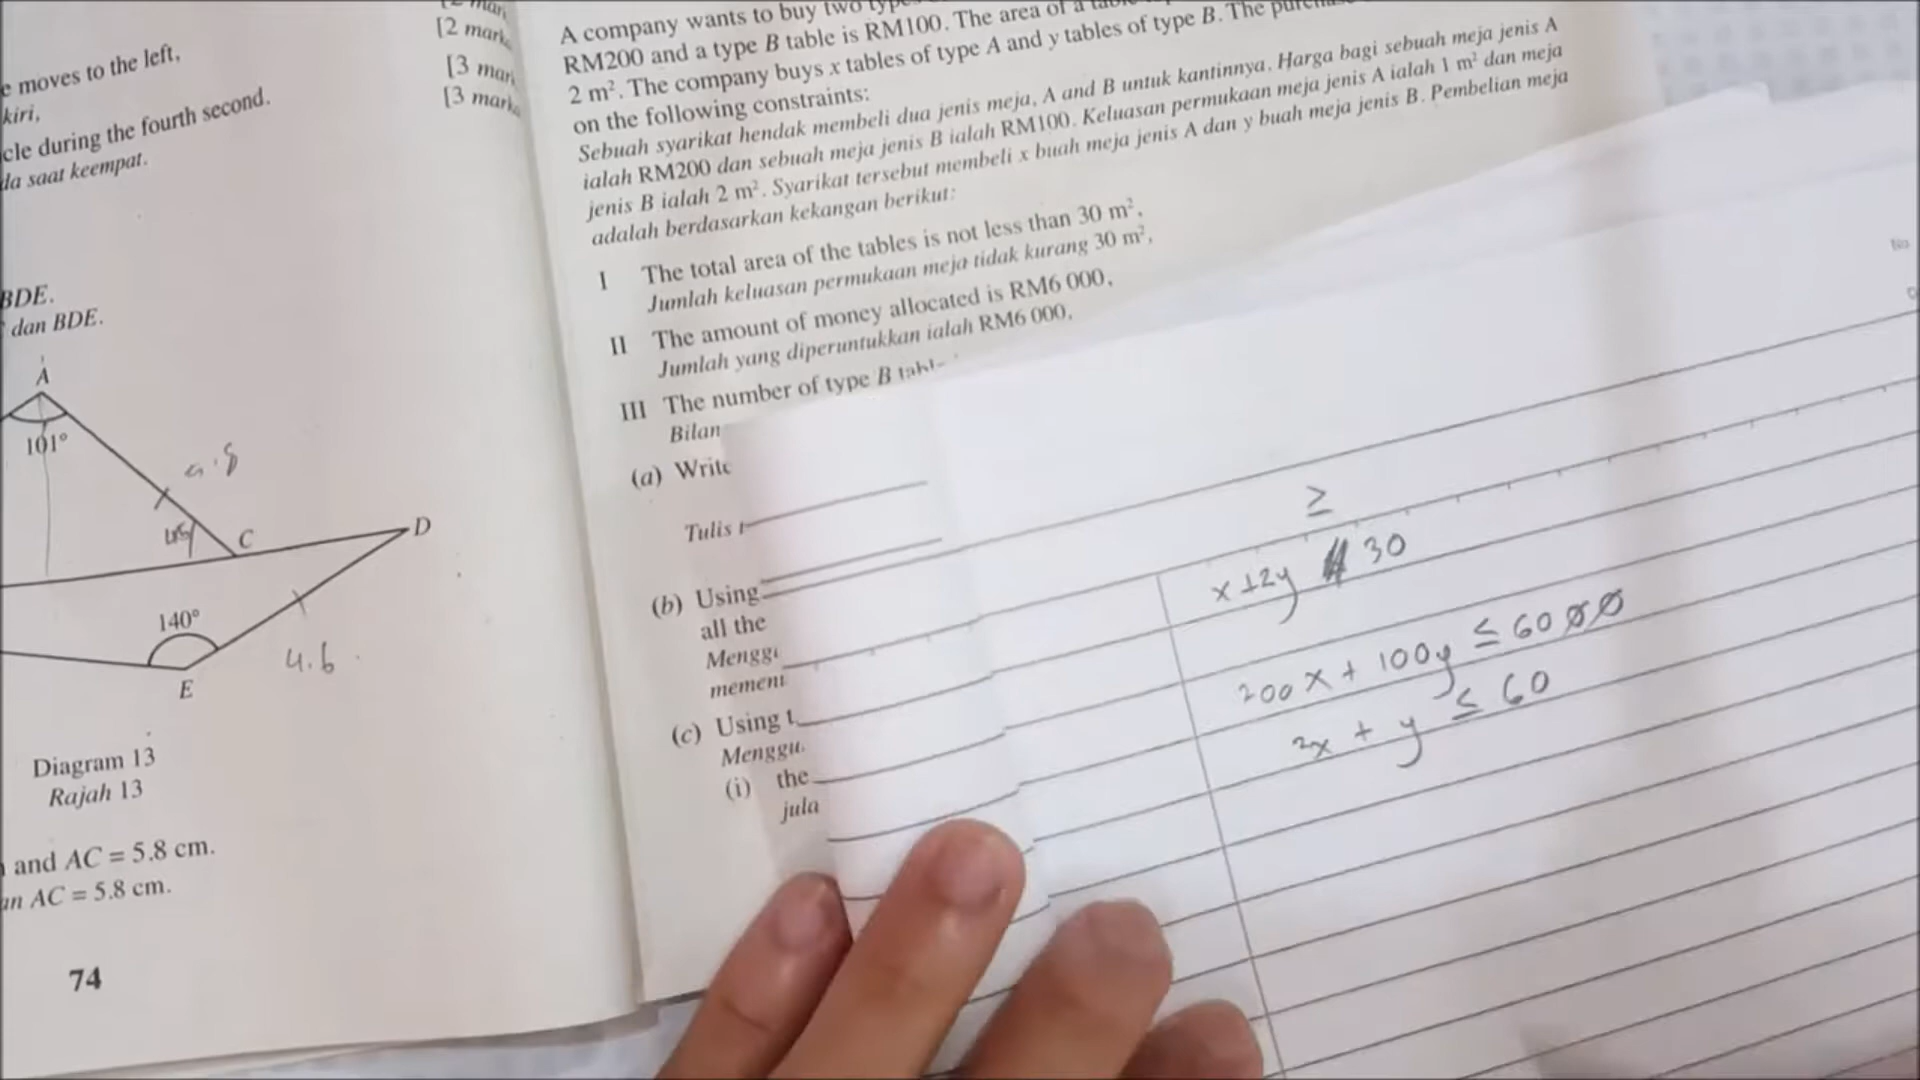 e moves to the left,
kiri,
cle during the fourth second.
da saat keempat.
[2 mark
[3 mar
[3 mark
BDE.
dan BDE.
A
101°
C
D
140°
4.6
E
Diagram 13
Rajah 13
and AC = 5.8 cm.
an AC = 5.8 cm.
74
A company wants to buy two
RM200 and a type B table is RM100. The area of a
2 m². The company buys x tables of type A and y tables of type B. The
on the following constraints:
Sebuah syarikat hendak membeli dua jenis meja, A and B untuk kantinnya. Harga bagi sebuah meja jenis A
ialah RM200 dan sebuah meja jenis B ialah RM100. Keluasan permukaan meja jenis A ialah 1 m² dan meja
jenis B ialah 2 m². Syarikat tersebut membeli x buah meja jenis A dan y buah meja jenis B. Pembelian meja
adalah berdasarkan kekangan berikut:
I The total area of the tables is not less than 30 m²,
Jumlah keluasan permukaan meja tidak kurang 30 m²,
II The amount of money allocated is RM6 000,
Jumlah yang diperuntukkan ialah RM6 000,
III The number of type B
Bilan
(a) Write
Tulis
(b) Using
all the
Mengg
(c) Using
Menggu
(i) the
jula
≥
x + 2y 30
200x + 100y ≤ 6000
2x + y ≤ 60